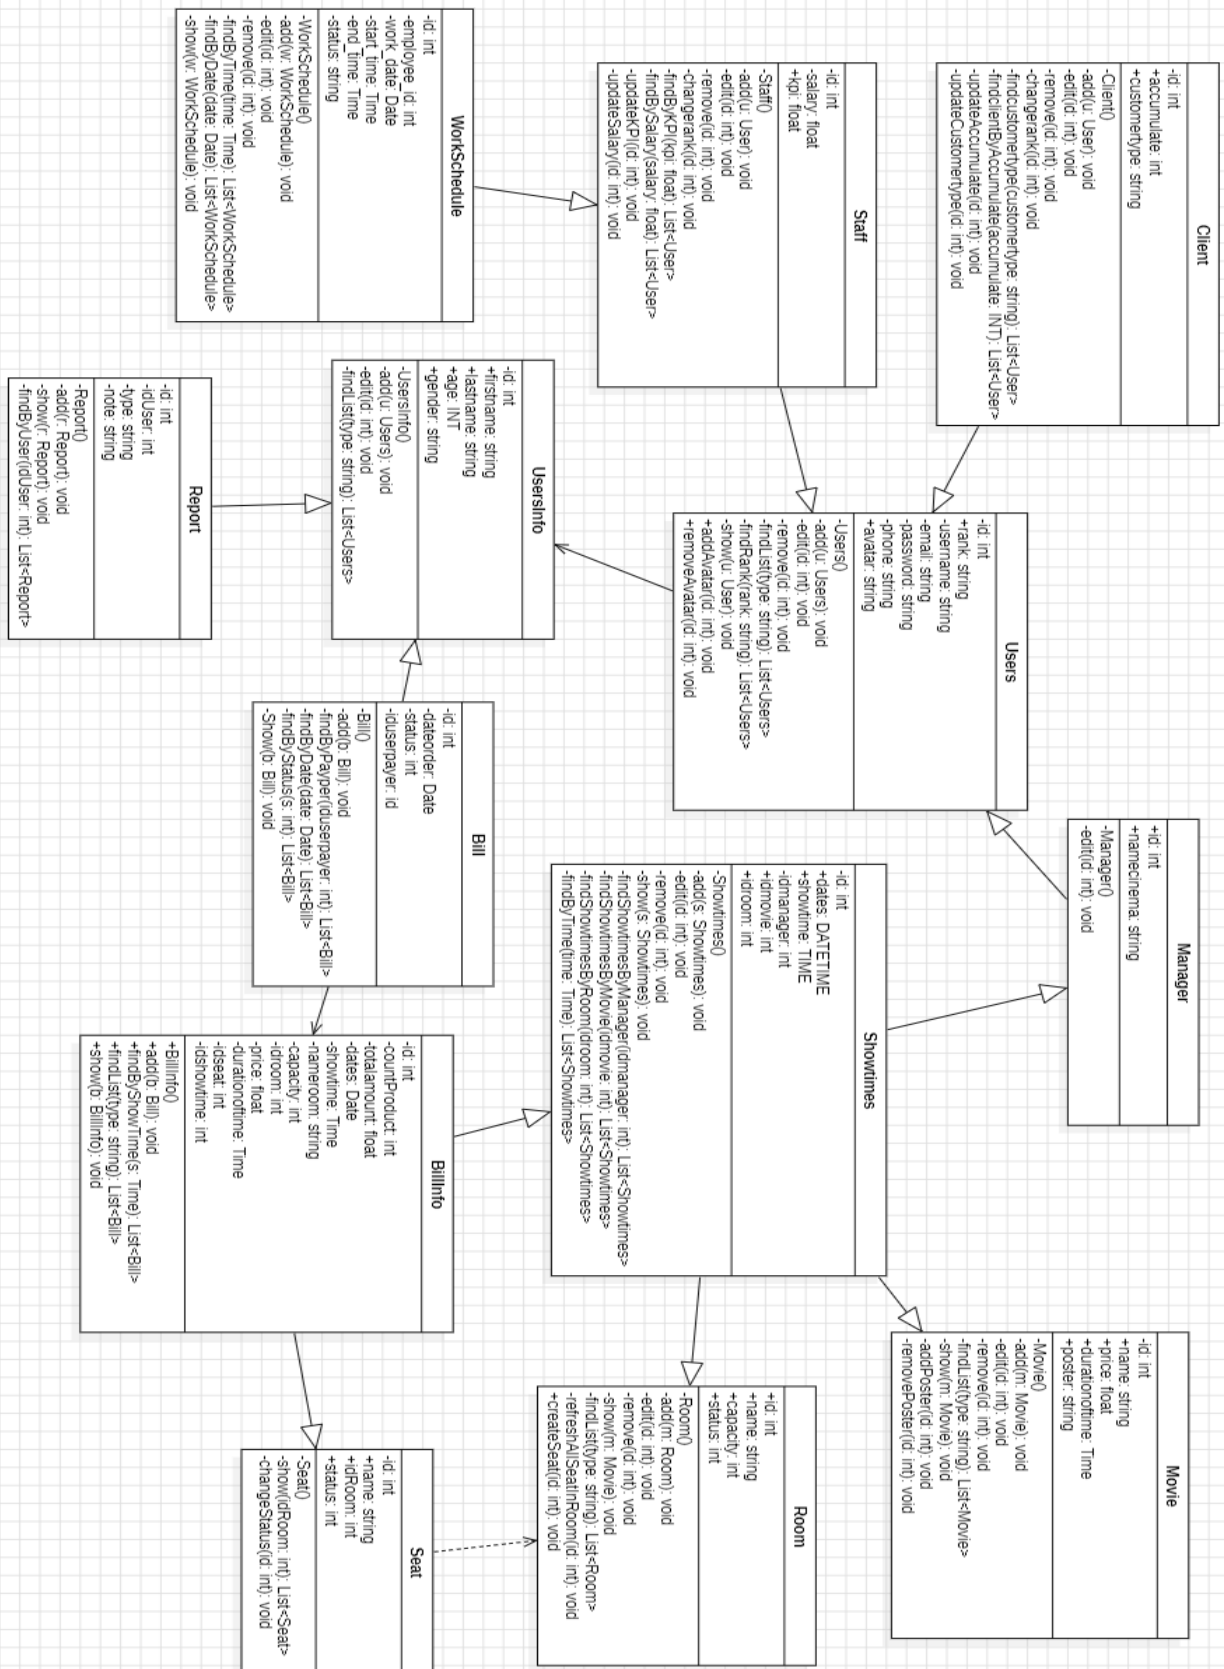 Client
-id: int
+accumulate: int
+customertype: string
-Client()
-add(u: User): void
-edit(id: int): void
-remove(id: int): void
-changerank(id: int): void
-findcustomertype(customertype: string): List<User>
-findclientByAccumulate(accumulate: INT): List<User>
-updateAccumulate(id: int): void
-updateCustomertype(id: int): void
Staff
-id: int
-salary: float
+kpi: float
-Staff()
-add(u: User): void
-edit(id: int): void
-remove(id: int): void
-changerank(id: int): void
-findByKPI(kpi: float): List<User>
-findBySalary(salary: float): List<User>
-updateKPI(id: int): void
-updateSalary(id: int): void
WorkSchedule
-id: int
-employee_id: int
-work_date: Date
-start_time: Time
-end_time: Time
-status: string
-WorkSchedule()
-add(w: WorkSchedule): void
-edit(id: int): void
-remove(id: int): void
-findByTime(time: Time): List<WorkSchedule>
-findByDate(date: Date): List<WorkSchedule>
-show(w: WorkSchedule): void
Users
-id: int
+rank: string
-username: string
-email: string
-password: string
-phone: string
+avatar: string
-Users()
-add(u: Users): void
-edit(id: int): void
-remove(id: int): void
-findList(type: string): List<Users>
-findRank(rank: string): List<Users>
-show(u: User): void
+addAvatar(id: int): void
+removeAvatar(id: int): void
UsersInfo
-id: int
+firstname: string
+lastname: string
+age: INT
+gender: string
-UsersInfo()
-add(u: Users): void
-edit(id: int): void
-findList(type: string): List<Users>
Report
-id: int
-idUser: int
-type: string
-note: string
-Report()
-add(r: Report): void
-show(r: Report): void
-findByUser(idUser: int): List<Report>
Manager
+id: int
+namecinema: string
-Manager()
-edit(id: int): void
Showtimes
-id: int
+dates: DATETIME
+showtime: TIME
-idmanager: int
+idmovie: int
+idroom: int
-Showtimes()
-add(s: Showtimes): void
-edit(id: int): void
-remove(id: int): void
-show(s: Showtimes): void
-findShowtimesByManager(idmanager: int): List<Showtimes>
-findShowtimesByMovie(idmovie: int): List<Showtimes>
-findShowtimesByRoom(idroom: int): List<Showtimes>
-findByTime(time: Time): List<Showtimes>
Bill
-id: int
-dateorder: Date
-status: int
-iduserpayer: id
-Bill()
-add(b: Bill): void
-findByPayper(iduserpayer: int): List<Bill>
-findByDate(date: Date): List<Bill>
-findByStatus(s: int): List<Bill>
-Show(b: Bill): void
BillInfo
-id: int
-countProduct: int
-totalamount: float
-dates: Date
-showtime: Time
-nameroom: string
-capacity: int
-idroom: int
-price: float
-durationoftime: Time
-idseat: int
-idshowtime: int
+BillInfo()
+add(b: Bill): void
+findByShowTime(s: Time): List<Bill>
+findList(type: string): List<Bill>
+show(b: BillInfo): void
Movie
-id: int
+name: string
+price: float
+durationoftime: Time
+poster: string
-Movie()
-add(m: Movie): void
-edit(id: int): void
-remove(id: int): void
-findList(type: string): List<Movie>
-show(m: Movie): void
-addPoster(id: int): void
-removePoster(id: int): void
Room
+id: int
+name: string
+capacity: int
+status: int
-Room()
-add(m: Room): void
-edit(id: int): void
-remove(id: int): void
-show(m: Movie): void
-findList(type: string): List<Room>
-refreshAllSeatInRoom(id: int): void
+createSeat(id: int): void
Seat
-id: int
+name: string
+idRoom: int
+status: int
-Seat()
-show(idRoom: int): List<Seat>
-changeStatus(id: int): void